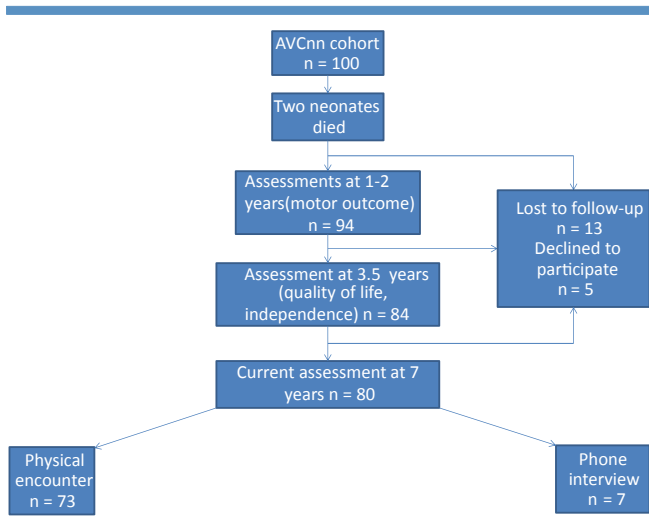 AVCnn cohort
n = 100
Two neonates
died
Assessments at 1-2
years(motor outcome)
n = 94
Lost to follow-up
n = 13
Declined to
participate
n = 5
Assessment at 3.5 years
(quality of life,
independence) n = 84
Current assessment at 7
years n = 80
Physical
encounter
n = 73
Phone
interview
n = 7